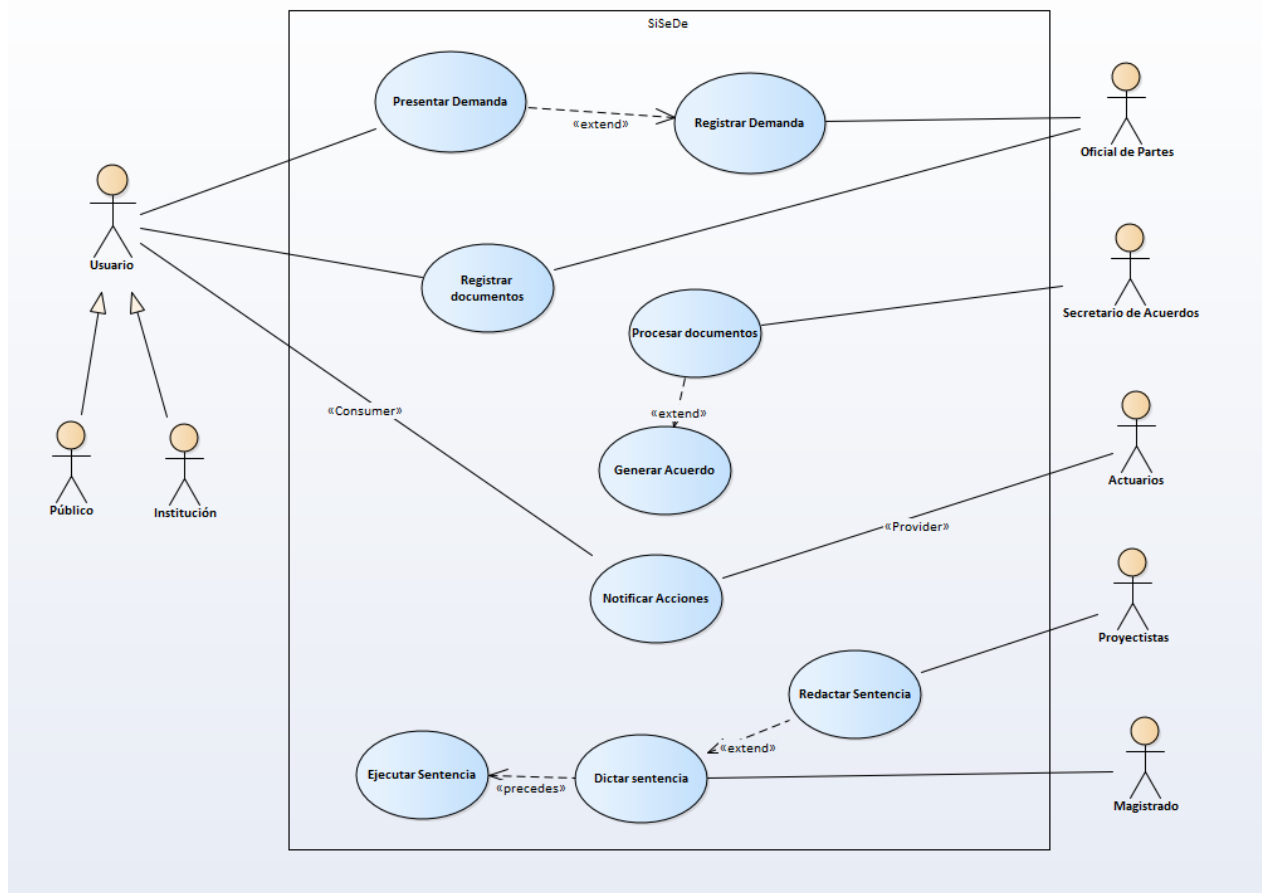 SiSeDe
Presentar Demanda
«extend»
Registrar Demanda
Oficial de Partes
Usuario
Registrar
documentos
Procesar documentos
Secretario de Acuerdos
«Consumer»
«extend»
Generar Acuerdo
Actuarios
Público
Institución
«Provider»
Notificar Acciones
Proyectistas
Redactar Sentencia
«extend»
Ejecutar Sentencia
«precedes»
Dictar sentencia
Magistrado